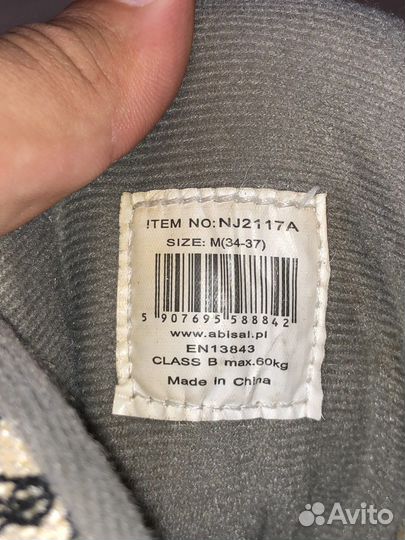 ITEM NO: NJ2117A
SIZE: M(34-37)
5 907695 588842
www.abisal.pl
EN13843
CLASS B max.60kg
Made in China
Avito